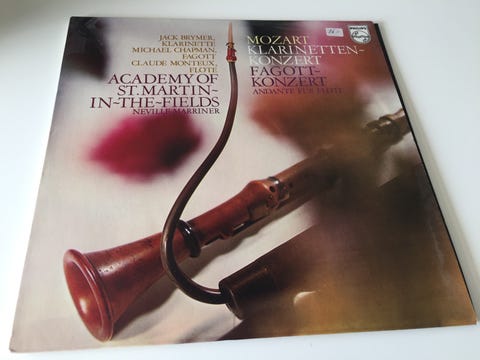 JACK BRYMER,
KLARINETTE
MICHAEL CHAPMAN,
FAGOTT
CLAUDE MONTEUX,
FLÖTE
ACADEMY OF
ST. MARTIN-
IN-THE-FIELDS
NEVILLE MARRINER
MOZART
KLARINETTEN-
KONZERT
FAGOTT-
KONZERT
ANDANTE FÜR FLÖTE
PHILIPS